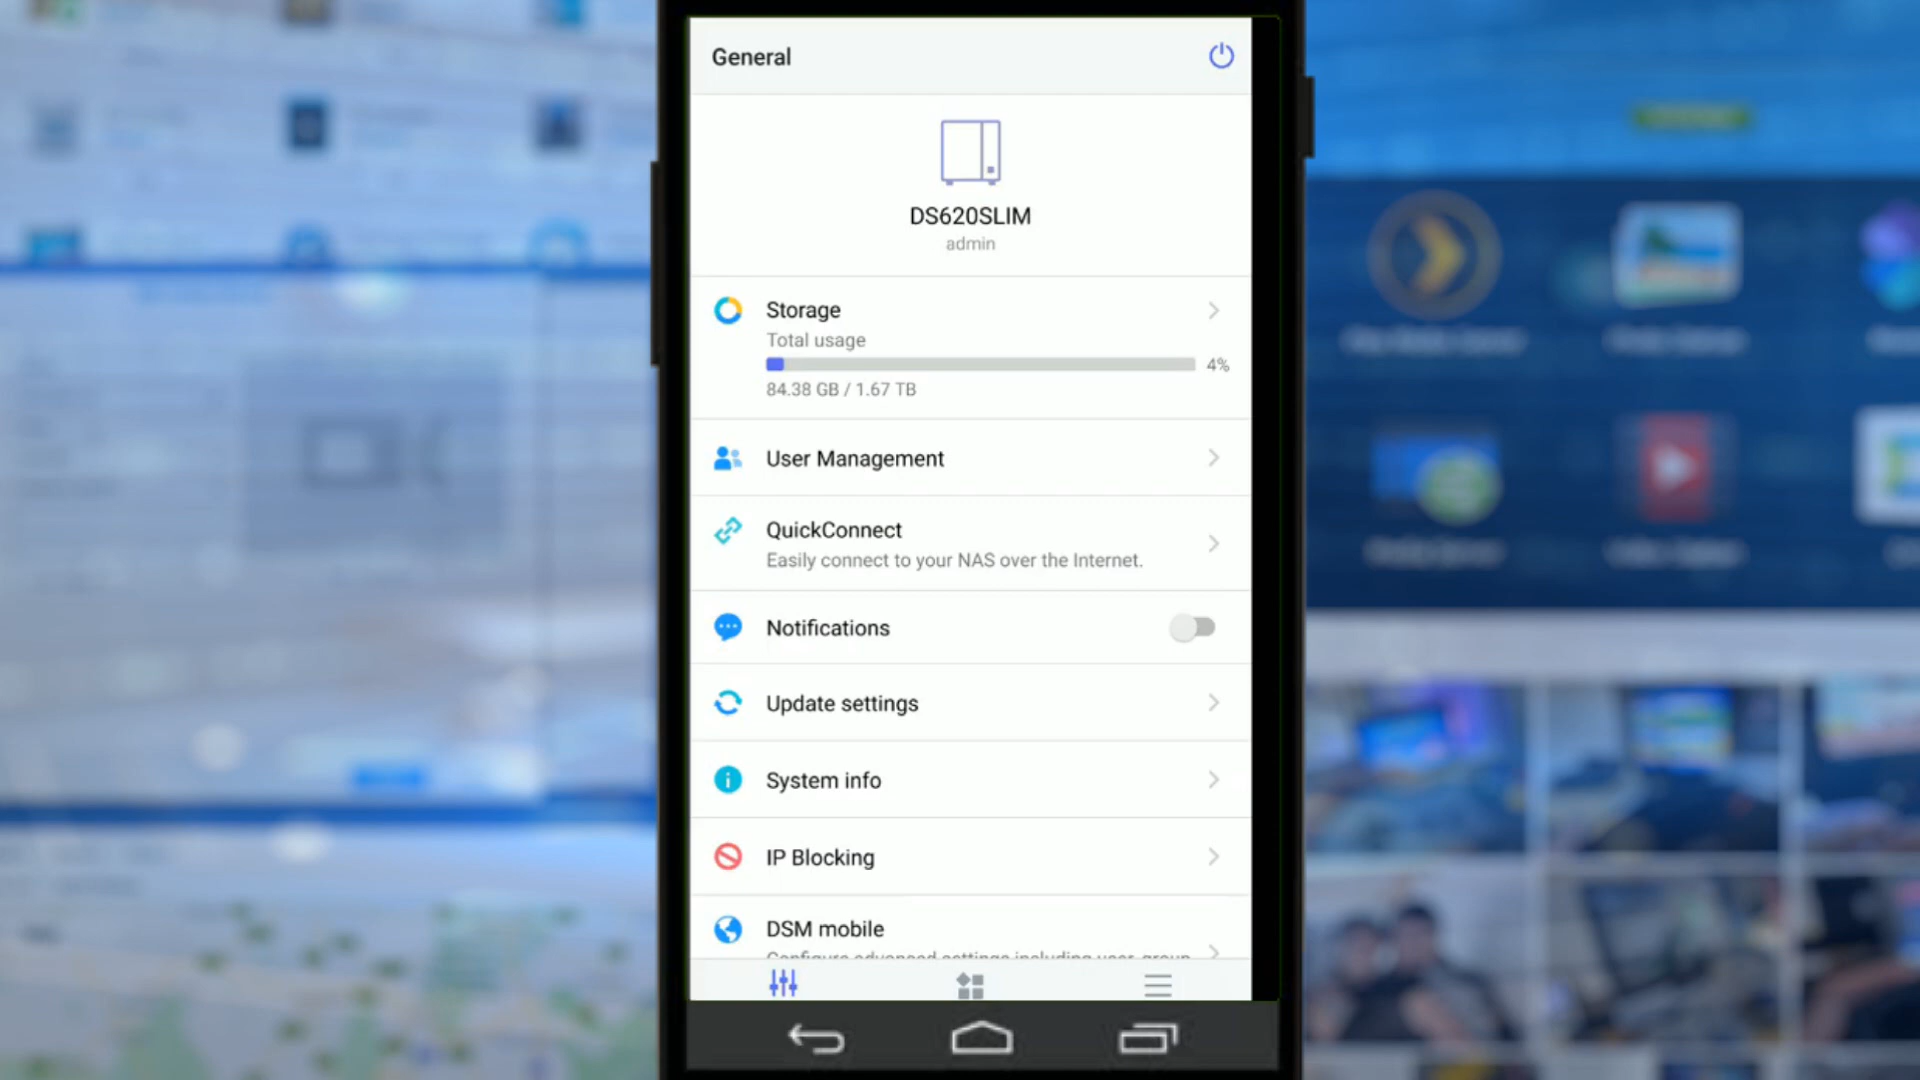 General
DS620SLIM
admin
Storage
Total usage
4%
84.38 GB / 1.67 TB
User Management
QuickConnect
Easily connect to your NAS over the Internet.
Notifications
Update settings
System info
IP Blocking
DSM mobile
Configure advanced settings including user, group